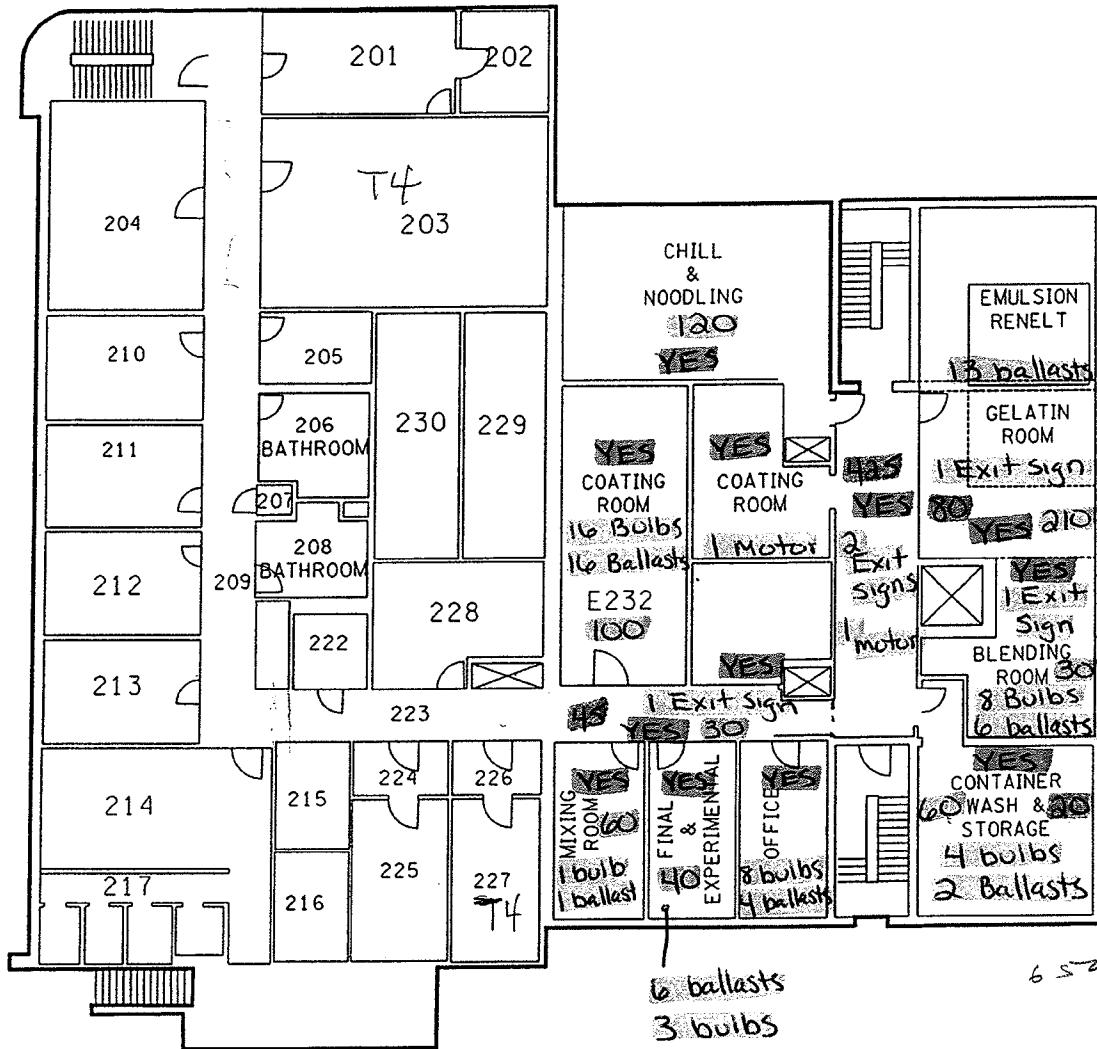 201
202
T4
203
204
CHILL
&
NOODLING
120
YES
EMULSION
RENELT
13 ballasts
210
205
230
229
206
BATHROOM
207
211
YES
COATING
ROOM
16 Bulbs
16 Ballasts
E232
100
YES
COATING
ROOM
1 Motor
YES
425
YES
2
Exit
Signs
1
motor
GELATIN
ROOM
1 Exit Sign
80
YES 210
208
BATHROOM
209
212
228
222
213
YES
1 Exit
Sign
BLENDING
ROOM 30
8 Bulbs
6 ballasts
223
45
1 Exit Sign
YES 30
214
215
224
226
217
216
225
227
T4
YES
MIXING
ROOM
60
1 bulb
1 ballast
YES
FINAL
&
EXPERIMENTAL
40
6 ballasts
3 bulbs
YES
OFFICE
8 bulbs
4 ballasts
YES
CONTAINER
60 WASH & 20
STORAGE
4 bulbs
2 Ballasts